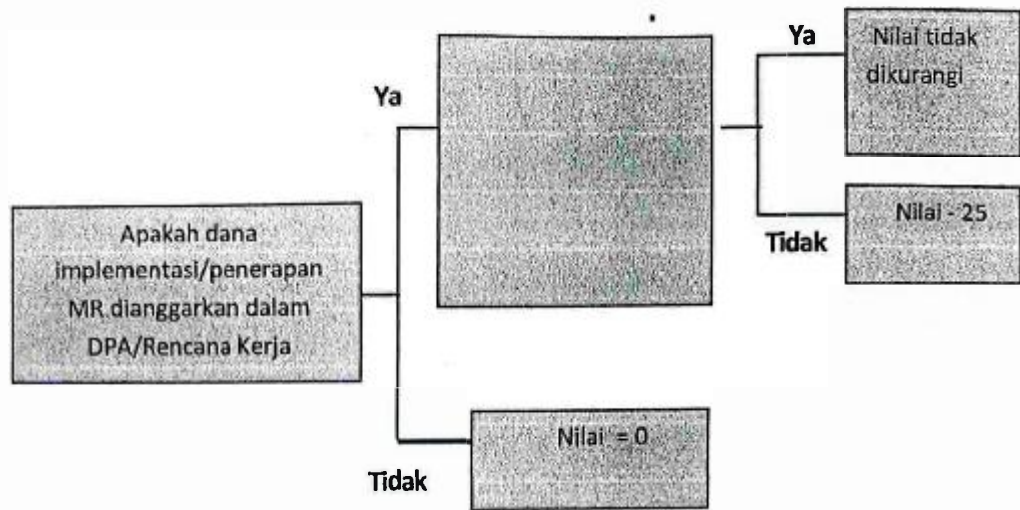 Ya
Ya
Nilai tidak
dikurangi
Nilai - 25
Tidak
Apakah dana
implementasi/penerapan
MR dianggarkan dalam
DPA/Rencana Kerja
Nilai = 0
Tidak